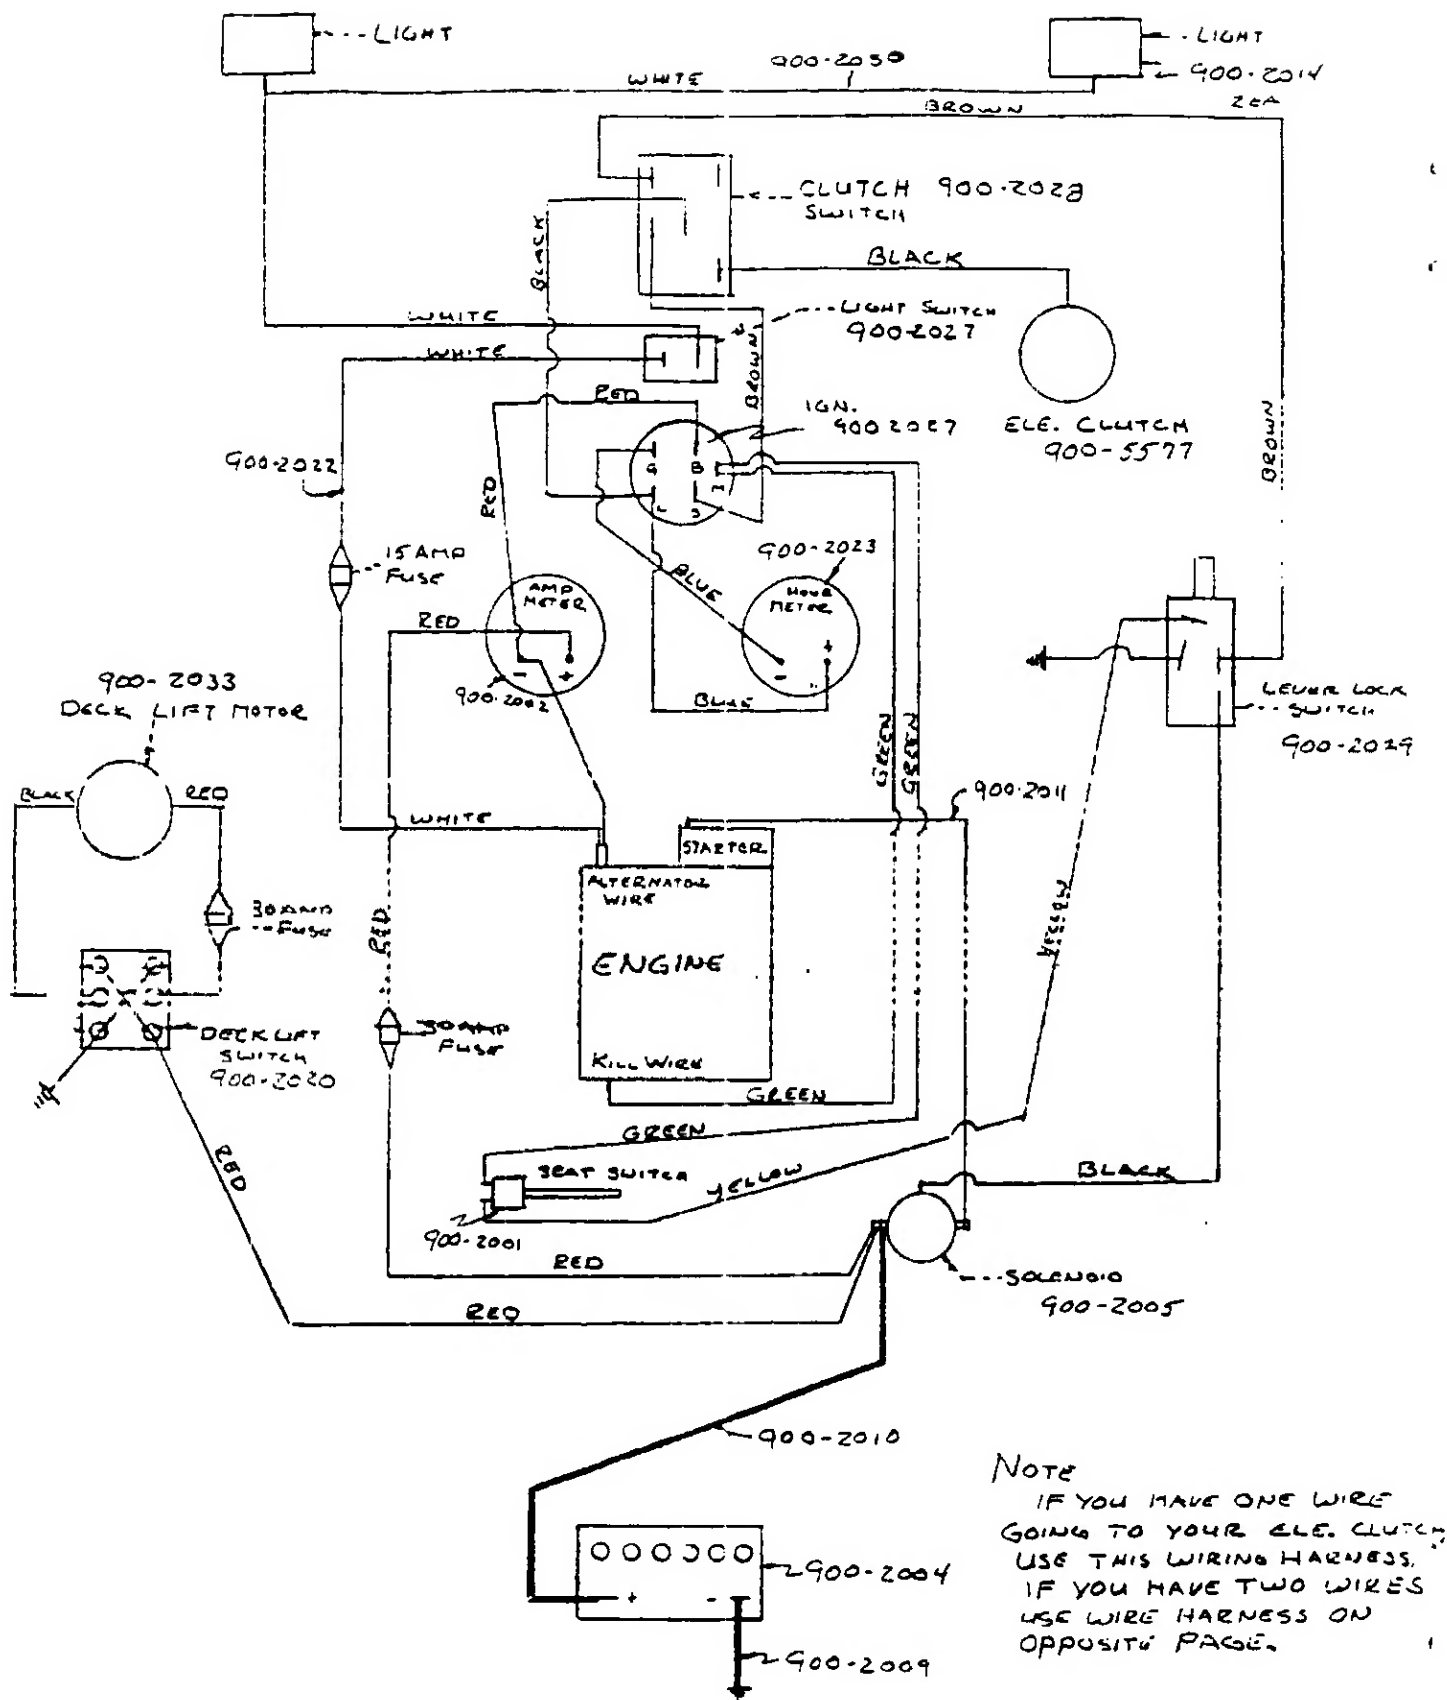 LIGHT
LIGHT
900-2030
WHITE
900-2014
2EA
BROWN
CLUTCH 900-2028
SWITCH
BLACK
BLACK
LIGHT SWITCH
900-2027
WHITE
WHITE
BROWN
RED
IGN.
900 2027
ELE. CLUTCH
900-5577
BROWN
900-2022
G
B
I
L
S
RED
15 AMP
FUSE
900-2023
BLUE
AMP
METER
HOUR
METER
RED
-
+
-
+
900-2002
BLUE
LEVER LOCK
SWITCH
900-2029
900-2033
DECK LIFT MOTOR
GREEN
GREEN
BLACK
RED
900-2011
WHITE
STARTER
ALTERNATOR
WIRE
30 AMP
FUSE
RED
YELLOW
ENGINE
DECK LIFT
SWITCH
900-2020
30 AMP
FUSE
KILL WIRE
GREEN
GREEN
RED
SEAT SWITCH
YELLOW
BLACK
900-2001
RED
SOLENOID
900-2005
RED
900-2010
NOTE
IF YOU HAVE ONE WIRE
GOING TO YOUR ELE. CLUTCH
USE THIS WIRING HARNESS.
IF YOU HAVE TWO WIRES
USE WIRE HARNESS ON
OPPOSITE PAGE.
900-2004
+
-
900-2009